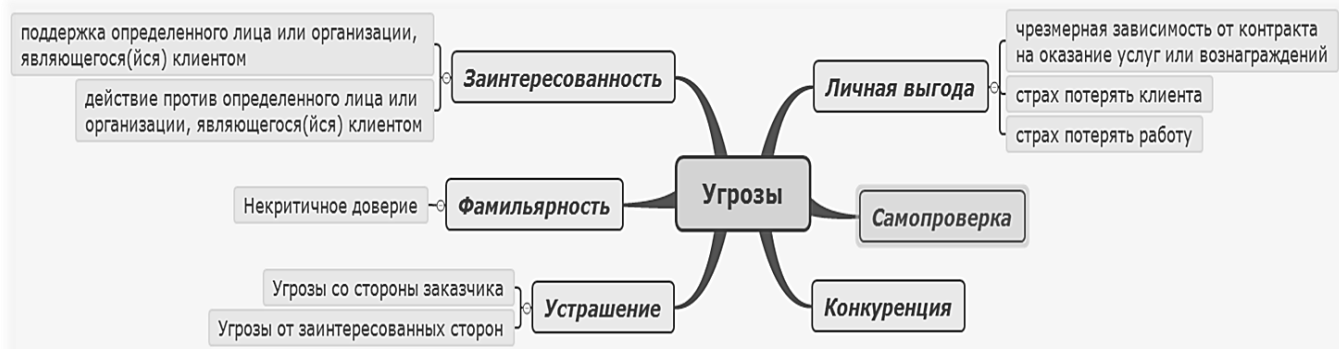 поддержка определенного лица или организации,
являющегося(йся) клиентом
действие против определенного лица или
организации, являющегося(йся) клиентом
Заинтересованность
Некритичное доверие
Фамильярность
Угрозы со стороны заказчика
Угрозы от заинтересованных сторон
Устрашение
Угрозы
Личная выгода
чрезмерная зависимость от контракта
на оказание услуг или вознаграждений
страх потерять клиента
страх потерять работу
Самопроверка
Конкуренция